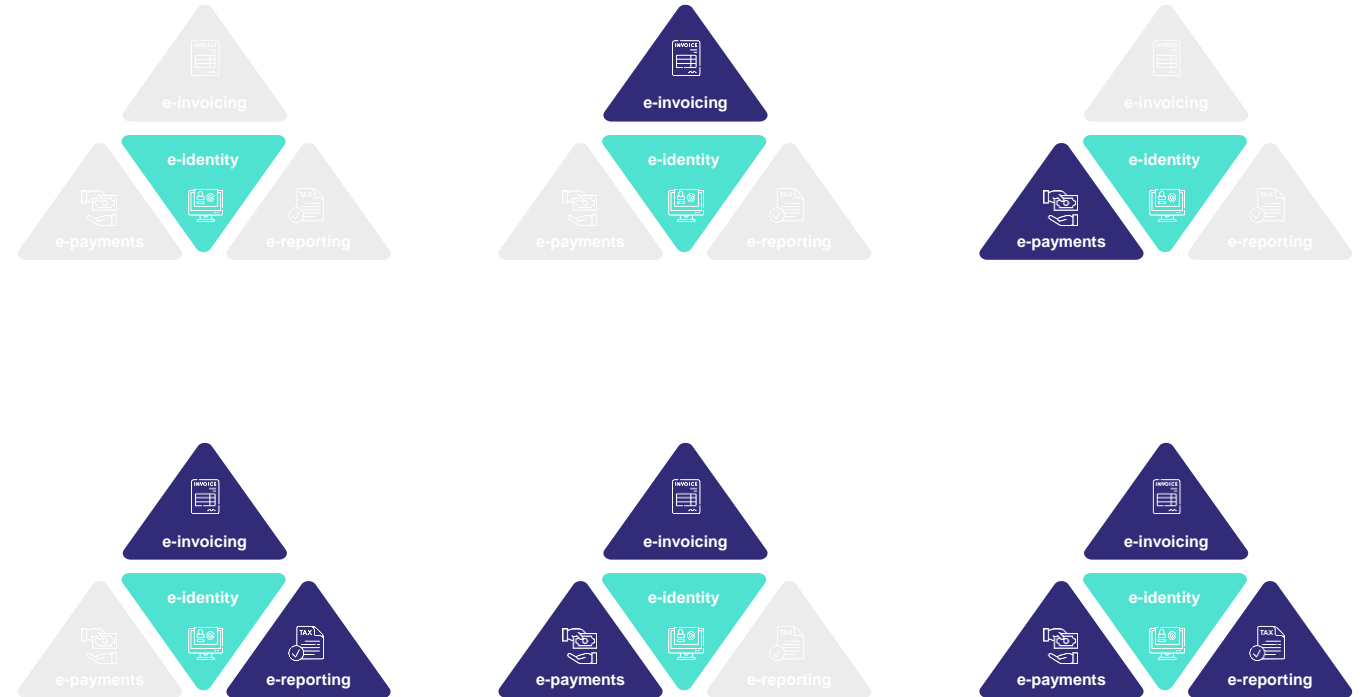 INVOICE
e-invoicing
e-identity
TAX
e-payments
e-reporting
INVOICE
e-invoicing
e-identity
TAX
e-payments
e-reporting
INVOICE
e-invoicing
e-identity
TAX
e-payments
e-reporting
INVOICE
e-invoicing
e-identity
TAX
e-payments
e-reporting
INVOICE
e-invoicing
e-identity
TAX
e-payments
e-reporting
INVOICE
e-invoicing
e-identity
TAX
e-payments
e-reporting